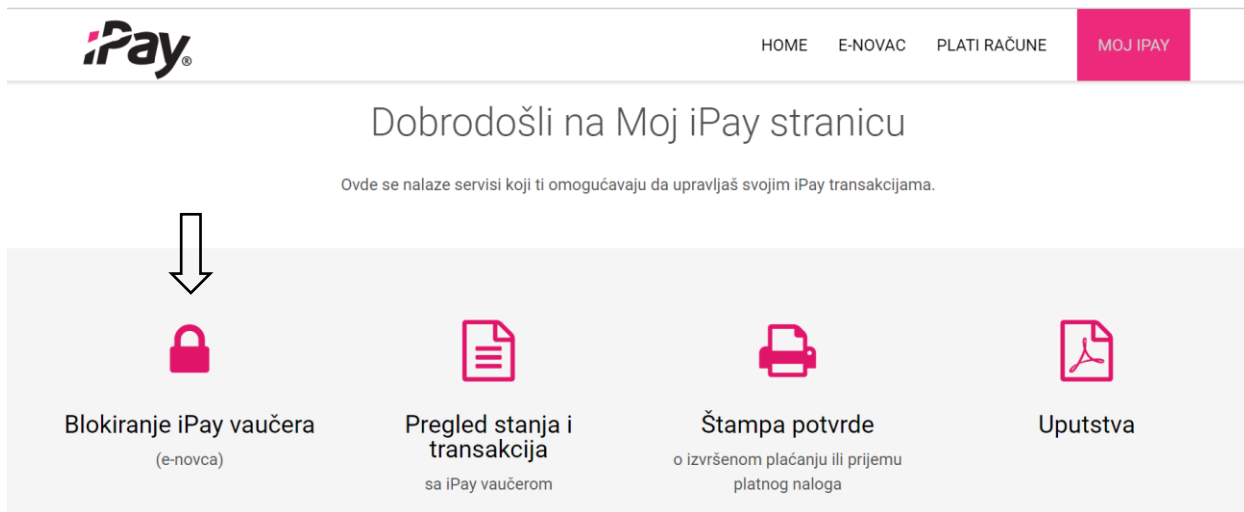 iPay®
HOME E-NOVAC PLATI RAČUNE MOJ IPAY
Dobrodošli na Moj iPay stranicu
Ovde se nalaze servisi koji ti omogućavaju da upravljaš svojim iPay transakcijama.
Blokiranje iPay vaučera
(e-novca)
Pregled stanja i
transakcija
sa iPay vaučerom
Štampa potvrde
o izvršenom plaćanju ili prijemu
platnog naloga
Uputstva